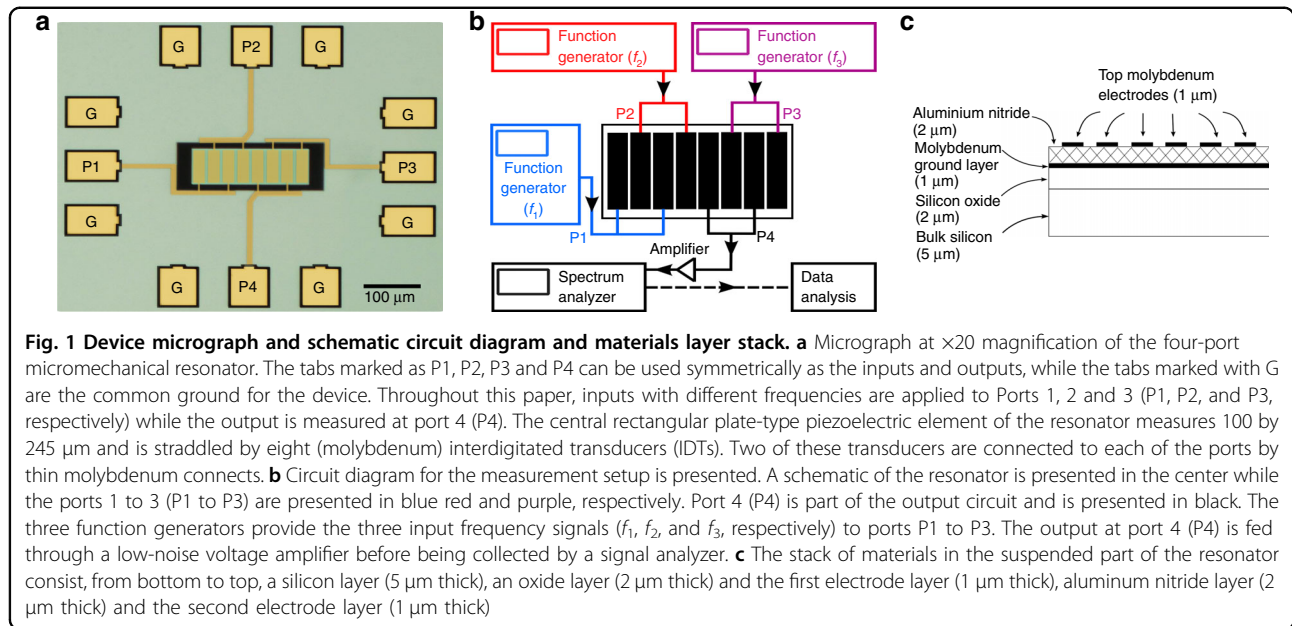 a
G
P2
G
G
G
P1
P3
G
G
G
P4
G
100 μm
b
Function
generator (f2)
Function
generator (f3)
P2
P3
Function
generator
(f1)
P1
P4
Amplifier
Spectrum
analyzer
Data
analysis
c
Top molybdenum
electrodes (1 μm)
Aluminium nitride
(2 μm)
Molybdenum
ground layer
(1 μm)
Silicon oxide
(2 μm)
Bulk silicon
(5 μm)
Fig. 1 Device micrograph and schematic circuit diagram and materials layer stack. a Micrograph at ×20 magnification of the four-port
micromechanical resonator. The tabs marked as P1, P2, P3 and P4 can be used symmetrically as the inputs and outputs, while the tabs marked with G
are the common ground for the device. Throughout this paper, inputs with different frequencies are applied to Ports 1, 2 and 3 (P1, P2, and P3,
respectively) while the output is measured at port 4 (P4). The central rectangular plate-type piezoelectric element of the resonator measures 100 by
245 μm and is straddled by eight (molybdenum) interdigitated transducers (IDTs). Two of these transducers are connected to each of the ports by
thin molybdenum connects. b Circuit diagram for the measurement setup is presented. A schematic of the resonator is presented in the center while
the ports 1 to 3 (P1 to P3) are presented in blue red and purple, respectively. Port 4 (P4) is part of the output circuit and is presented in black. The
three function generators provide the three input frequency signals (f1, f2, and f3, respectively) to ports P1 to P3. The output at port 4 (P4) is fed
through a low-noise voltage amplifier before being collected by a signal analyzer. c The stack of materials in the suspended part of the resonator
consist, from bottom to top, a silicon layer (5 μm thick), an oxide layer (2 μm thick) and the first electrode layer (1 μm thick), aluminum nitride layer (2
μm thick) and the second electrode layer (1 μm thick)